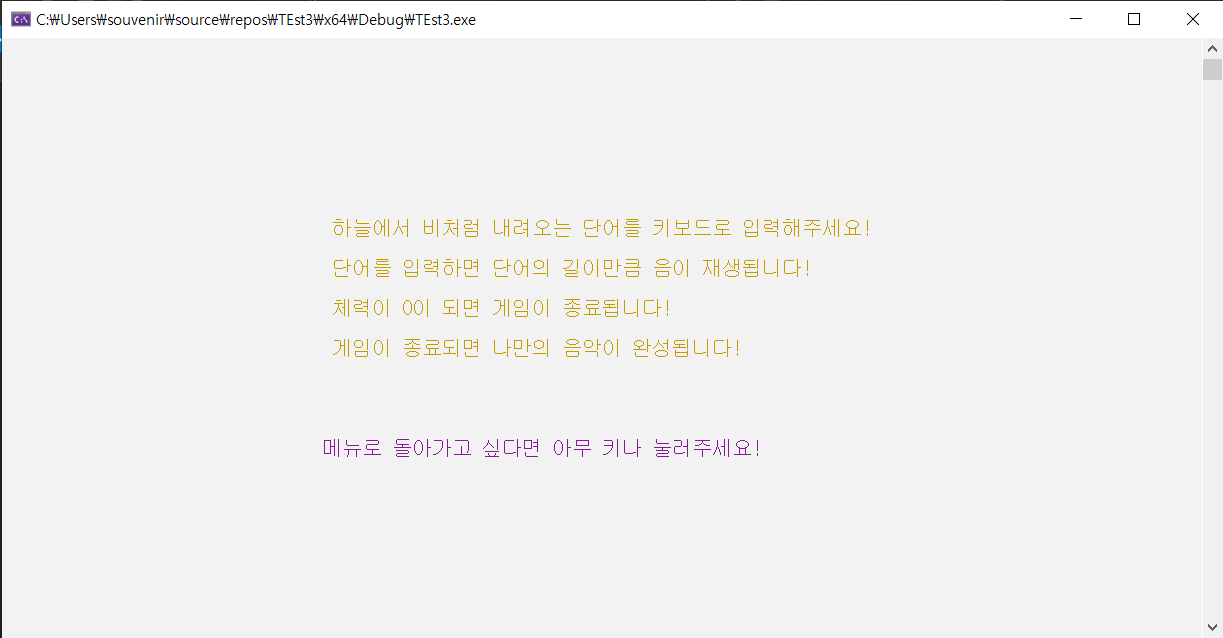 C:₩Users₩souvenir₩source₩repos₩TEst3₩x64₩Debug₩TEst3.exe
하늘에서 비처럼 내려오는 단어를 키보드로 입력해주세요!
단어를 입력하면 단어의 길이만큼 음이 재생됩니다!
체력이 0이 되면 게임이 종료됩니다!
게임이 종료되면 나만의 음악이 완성됩니다!
메뉴로 돌아가고 싶다면 아무 키나 눌러주세요!